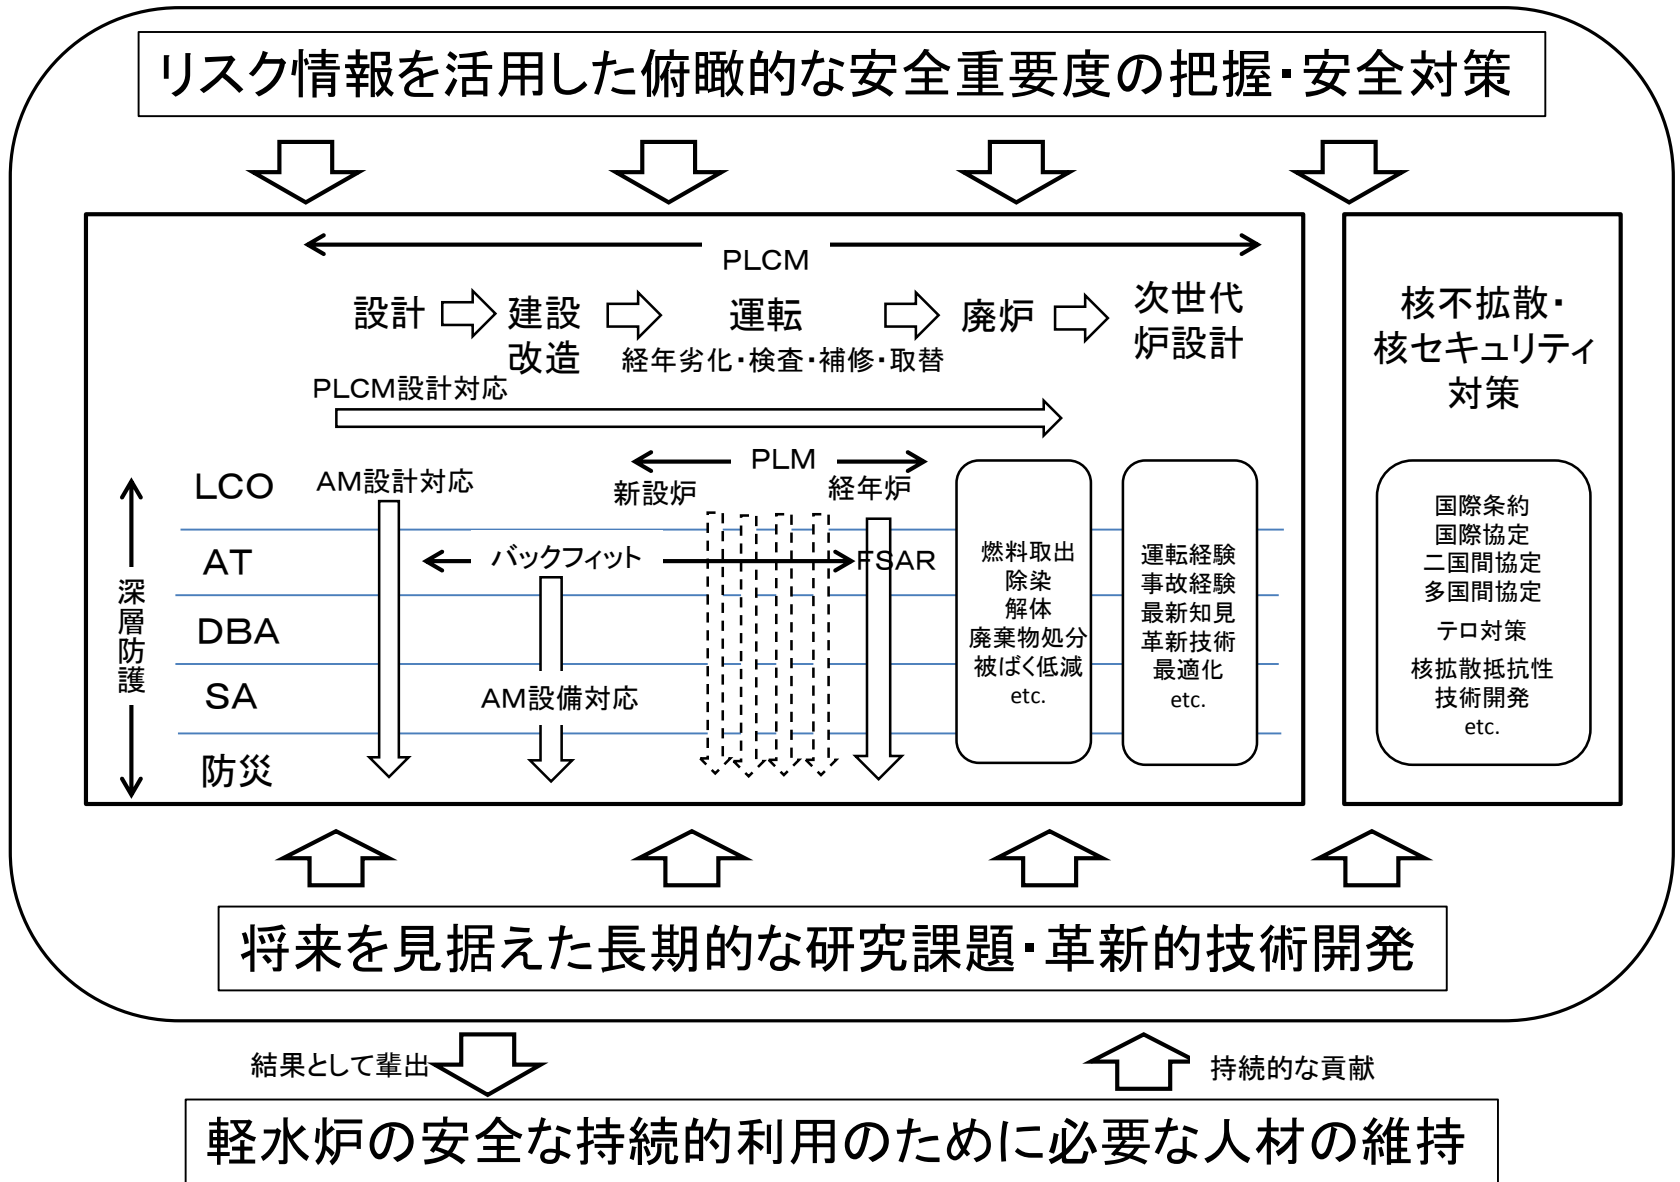 リスク情報を活用した俯瞰的な安全重要度の把握・安全対策
PLCM
設計
建設
改造
運転
経年劣化・検査・補修・取替
廃炉
次世代
炉設計
PLCM設計対応
PLM
新設炉
経年炉
深層防護
LCO
AT
DBA
SA
防災
AM設計対応
バックフィット
FSAR
AM設備対応
燃料取出
除染
解体
廃棄物処分
被ばく低減
etc.
運転経験
事故経験
最新知見
革新技術
最適化
etc.
核不拡散・
核セキュリティ
対策
国際条約
国際協定
二国間協定
多国間協定
テロ対策
核拡散抵抗性
技術開発
etc.
将来を見据えた長期的な研究課題・革新的技術開発
結果として輩出
持続的な貢献
軽水炉の安全な持続的利用のために必要な人材の維持